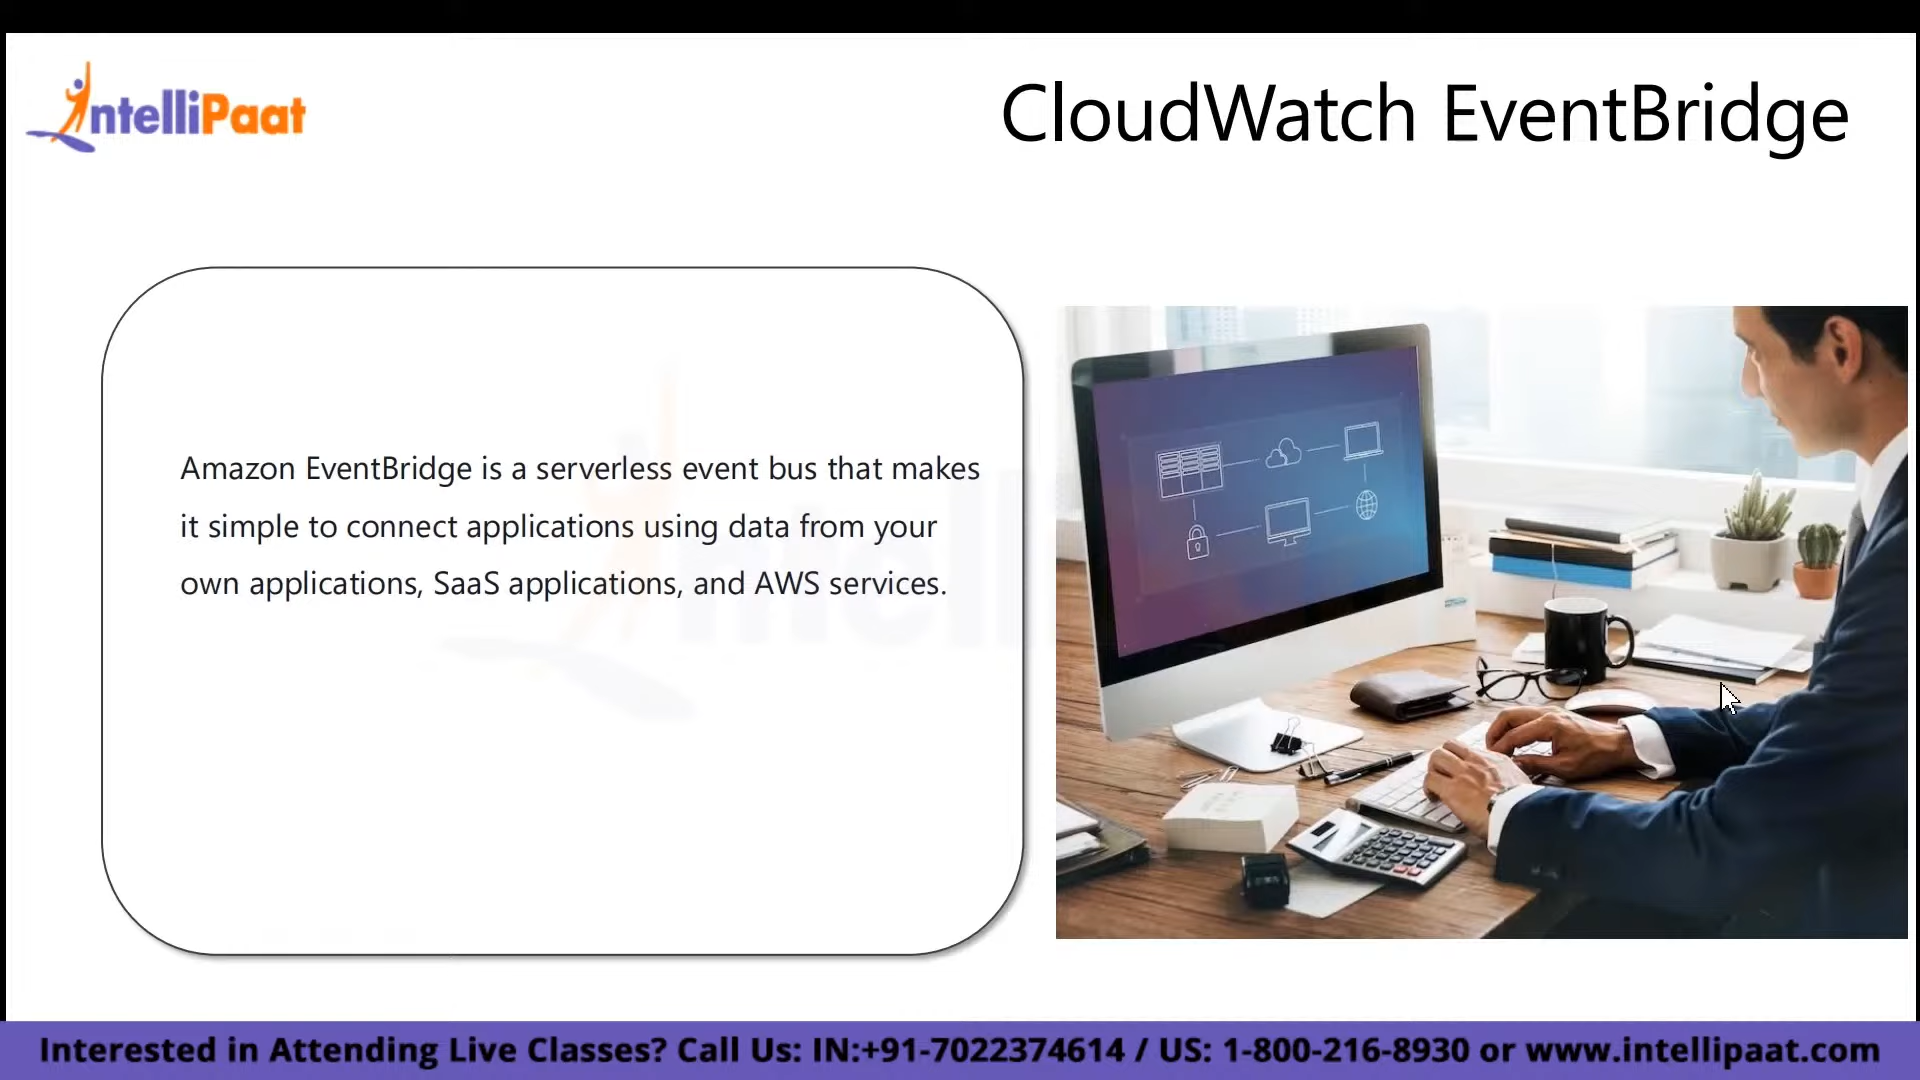 IntelliPaat
CloudWatch EventBridge
Amazon EventBridge is a serverless event bus that makes
it simple to connect applications using data from your
own applications, SaaS applications, and AWS services.
Interested in Attending Live Classes? Call Us: IN:+91-7022374614 / US: 1-800-216-8930 or www.intellipaat.com